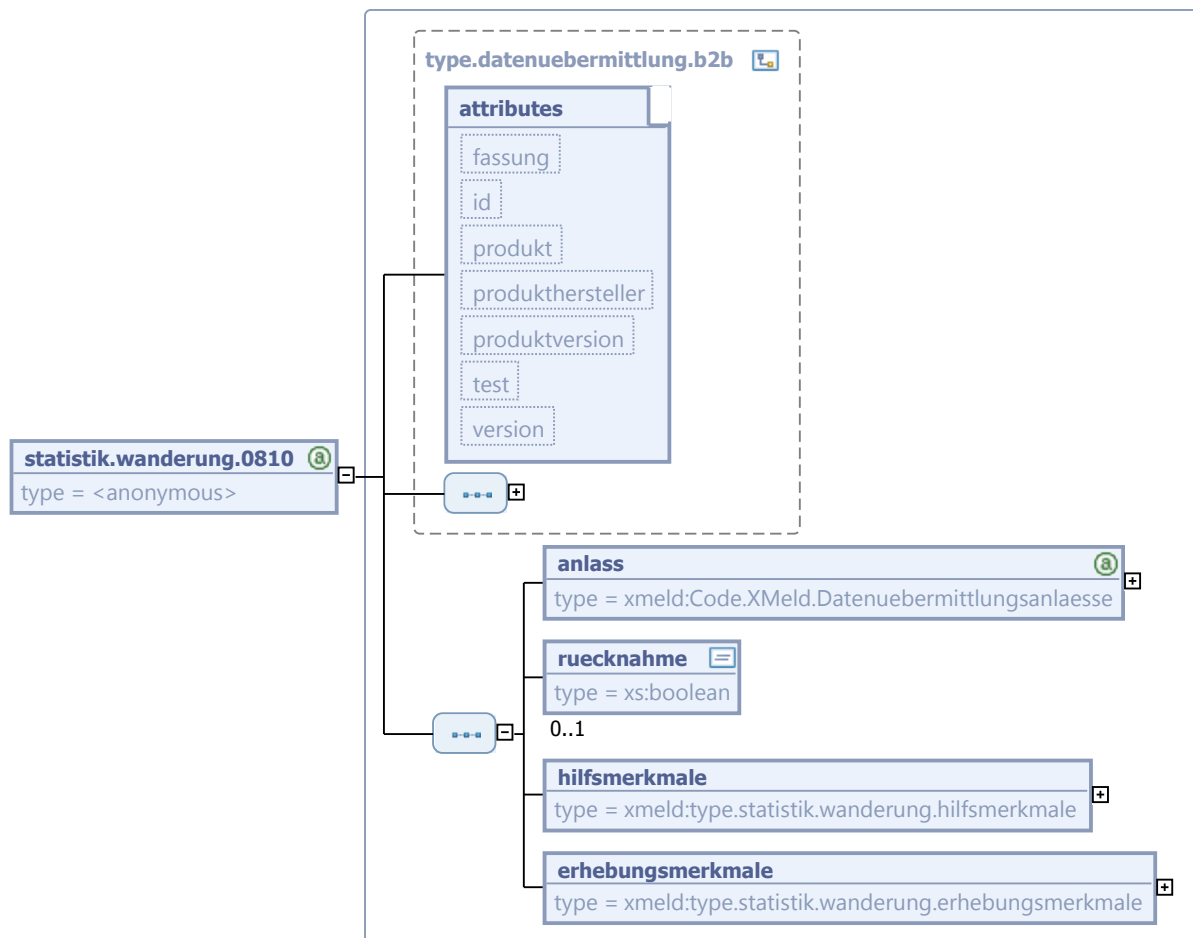 type.datenuebermittlung.b2b
attributes
fassung
id
produkt
produkthersteller
produktversion
test
version
statistik.wanderung.0810 a
type = <anonymous>
anlass a
type = xmeld:Code.XMeld.Datenuebermittlungsanlaesse
ruecknahme
type = xs:boolean
0..1
hilfsmerkmale
type = xmeld:type.statistik.wanderung.hilfsmerkmale
erhebungsmerkmale
type = xmeld:type.statistik.wanderung.erhebungsmerkmale